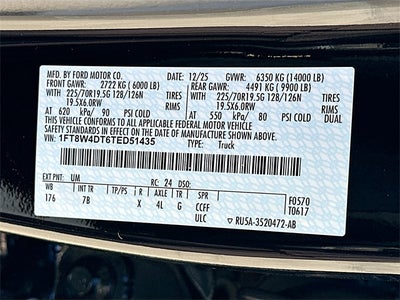 MFD. BY FORD MOTOR CO. 12/25 GVWR: 6350 KG (14000 LB)
FRONT GAWR: 2722 KG (6000 LB) REAR GAWR: 4491 KG (9900 LB)
225/70R19.5G 128/126N TIRES 225/70R19.5G 128/126N TIRES
19.5X6.0RW RIMS 19.5X6.0RW RIMS
AT 620 kPa/ 90 PSI COLD AT 550 kPa/ 80 PSI COLD
THIS VEHICLE CONFORMS TO ALL APPLICABLE FEDERAL MOTOR VEHICLE
SAFETY STANDARDS IN EFFECT ON THE DATE OF MANUFACTURE SHOWN ABOVE.
VIN: 1FT8W4DT6TED51435
TYPE: Truck
EXT PNT: UM RC: 24 DSO: F0570
WB INT TR TP/PS R AXLE TR SPR T0617
176 7B X 4L G CCFF
ULC RU5A-3520472-AB